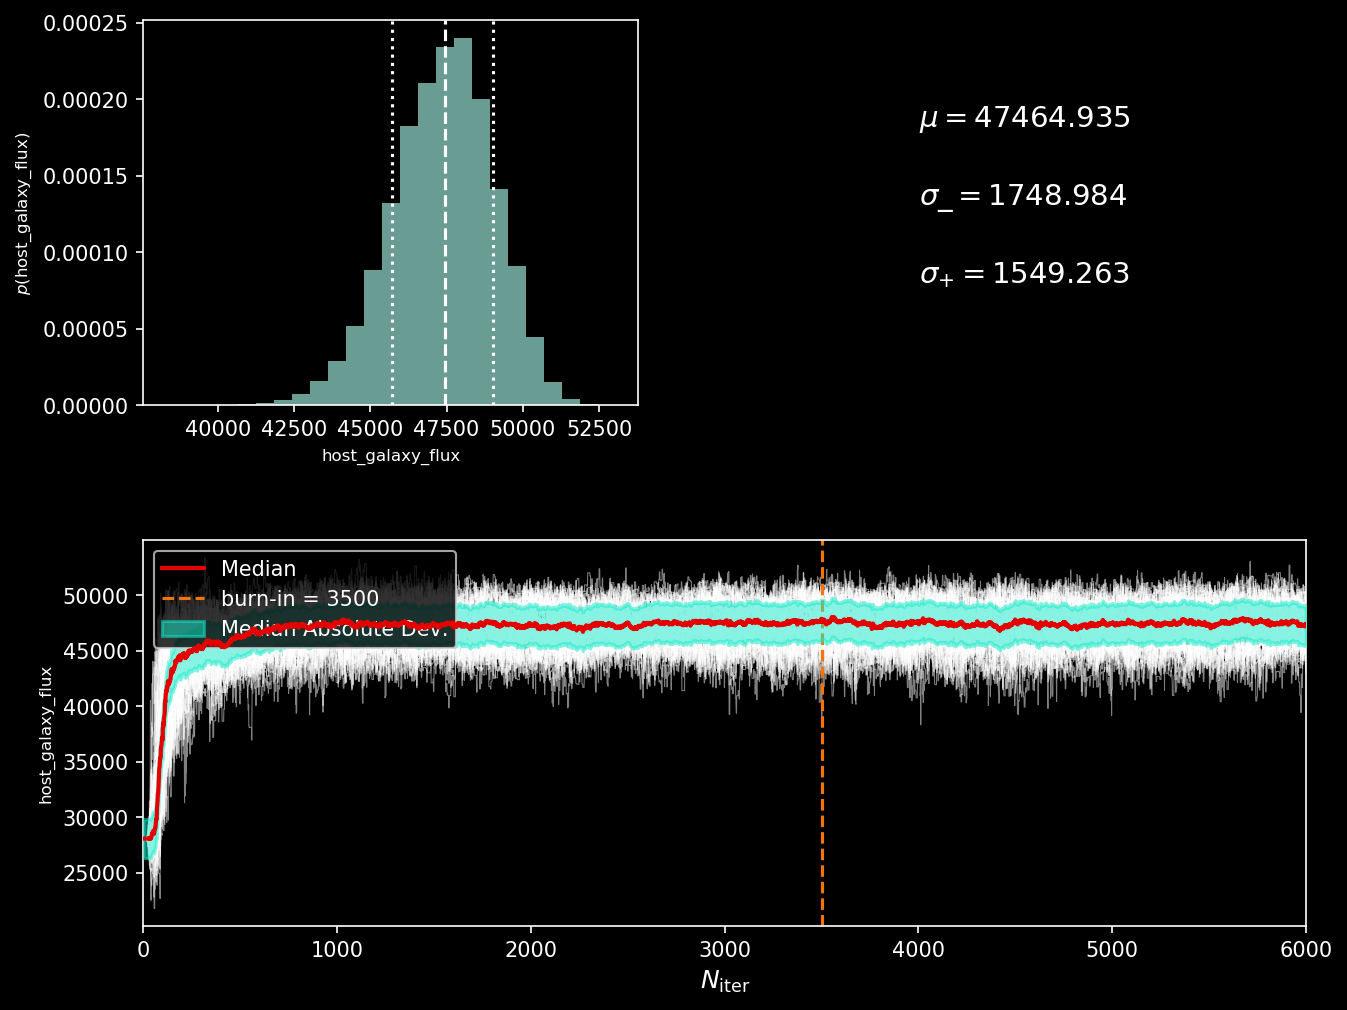 0.00025
0.00020
0.00015
0.00010
0.00005
0.00000
p(host_galaxy_flux)
40000 42500 45000 47500 50000 52500
host_galaxy_flux
μ = 47464.935
σ_ = 1748.984
σ+ = 1549.263
Median
burn-in = 3500
Median Absolute Dev.
50000
45000
40000
35000
30000
25000
host_galaxy_flux
0 1000 2000 3000 4000 5000 6000
Niter